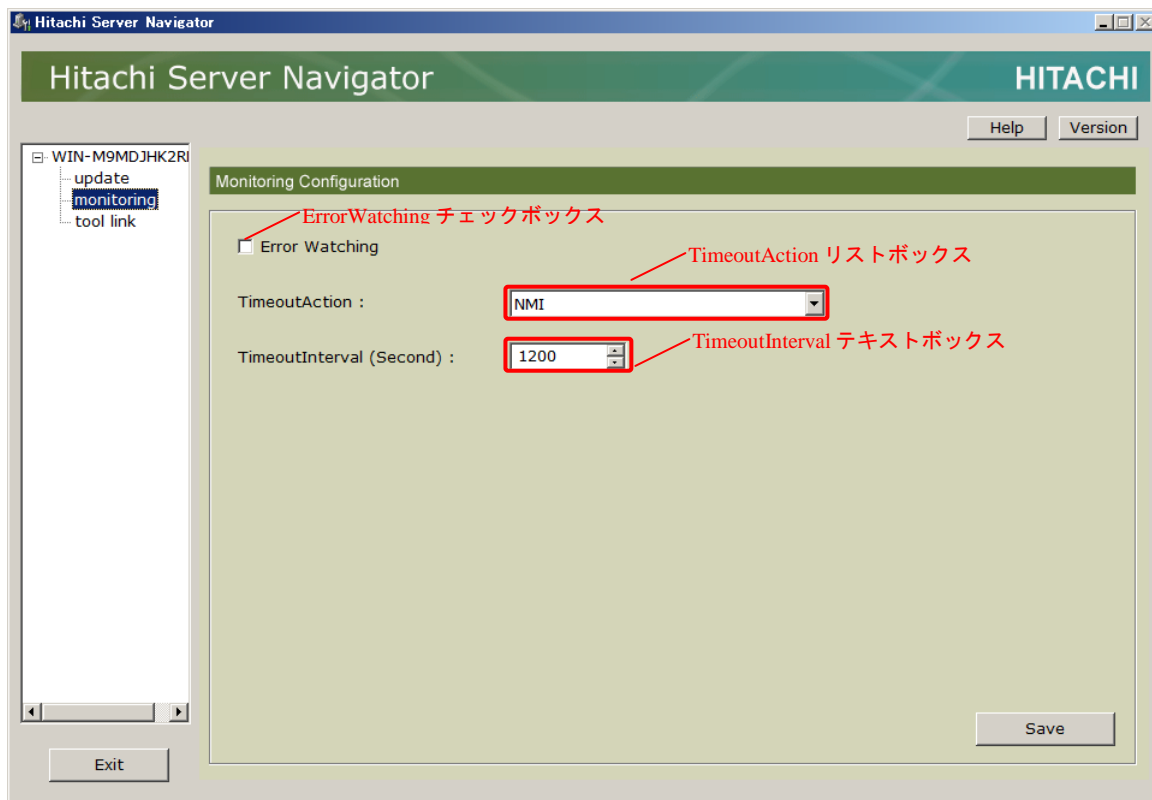 Hitachi Server Navigator
Hitachi Server Navigator
HITACHI
Help
Version
WIN-M9MDJHK2R
update
monitoring
tool link
Monitoring Configuration
ErrorWatching チェックボックス
Error Watching
TimeoutAction リストボックス
TimeoutAction :
NMI
TimeoutInterval テキストボックス
TimeoutInterval (Second) :
1200
Save
Exit